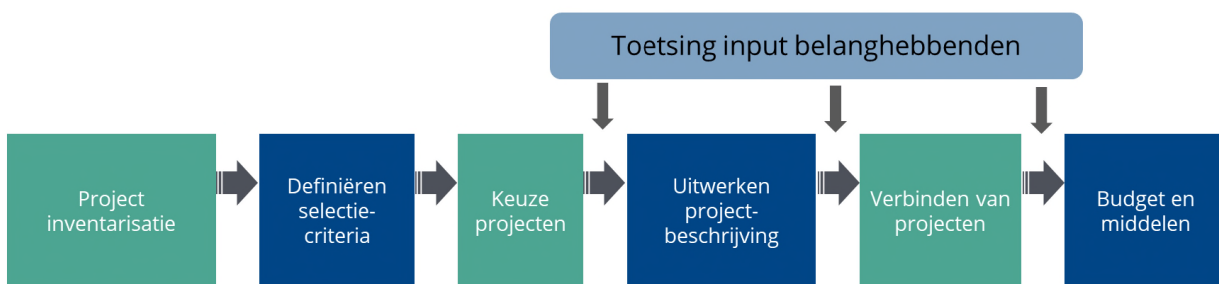 Toetsing input belanghebbenden
Project
inventarisatie
Definiëren
selectie-
criteria
Keuze
projecten
Uitwerken
project-
beschrijving
Verbinden van
projecten
Budget en
middelen